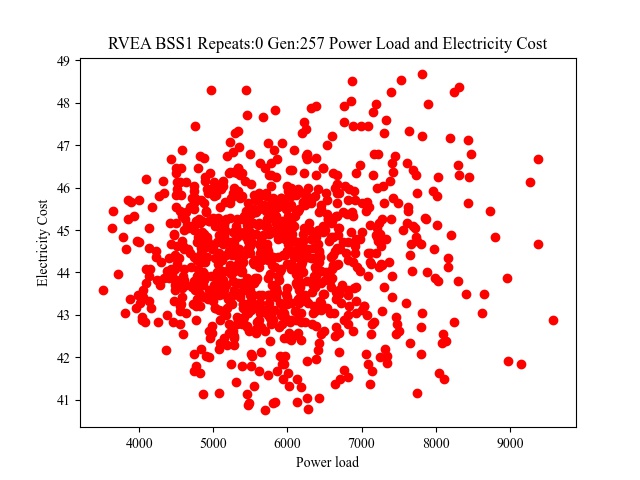 RVEA BSS1 Repeats:0 Gen:257 Power Load and Electricity Cost
49
48
47
46
45
44
43
42
41
Electricity Cost
4000 5000 6000 7000 8000 9000
Power load